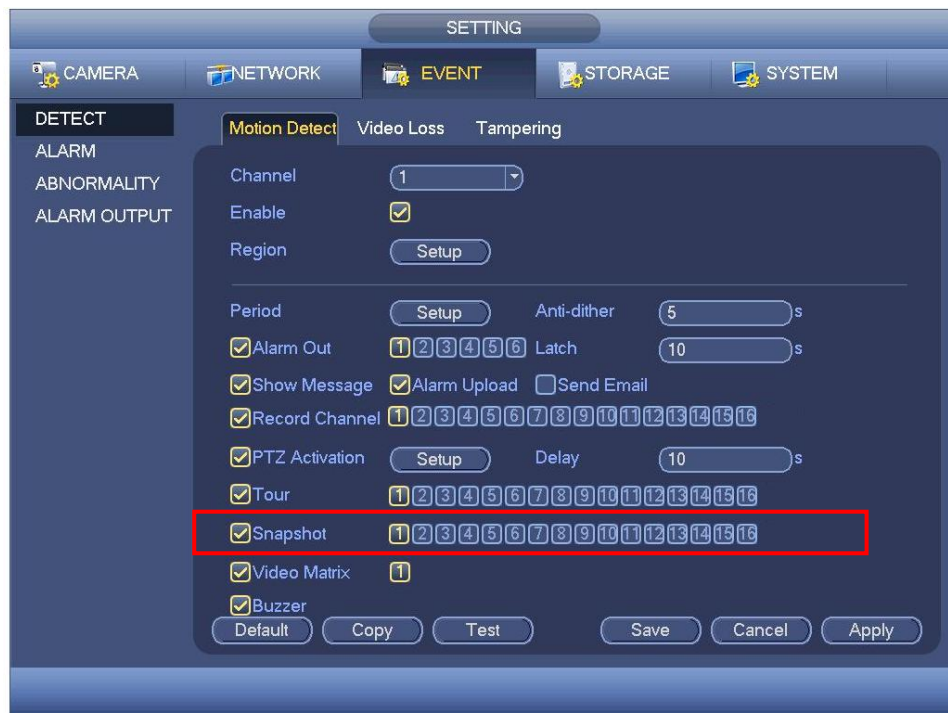 SETTING
CAMERA NETWORK EVENT STORAGE SYSTEM
DETECT
ALARM
ABNORMALITY
ALARM OUTPUT
Motion Detect Video Loss Tampering
Channel 1
Enable
Region Setup
Period Setup Anti-dither 5 s
Alarm Out 1 2 3 4 5 6 Latch 10 s
Show Message Alarm Upload Send Email
Record Channel 1 2 3 4 5 6 7 8 9 10 11 12 13 14 15 16
PTZ Activation Setup Delay 10 s
Tour 1 2 3 4 5 6 7 8 9 10 11 12 13 14 15 16
Snapshot 1 2 3 4 5 6 7 8 9 10 11 12 13 14 15 16
Video Matrix 1
Buzzer
Default Copy Test Save Cancel Apply